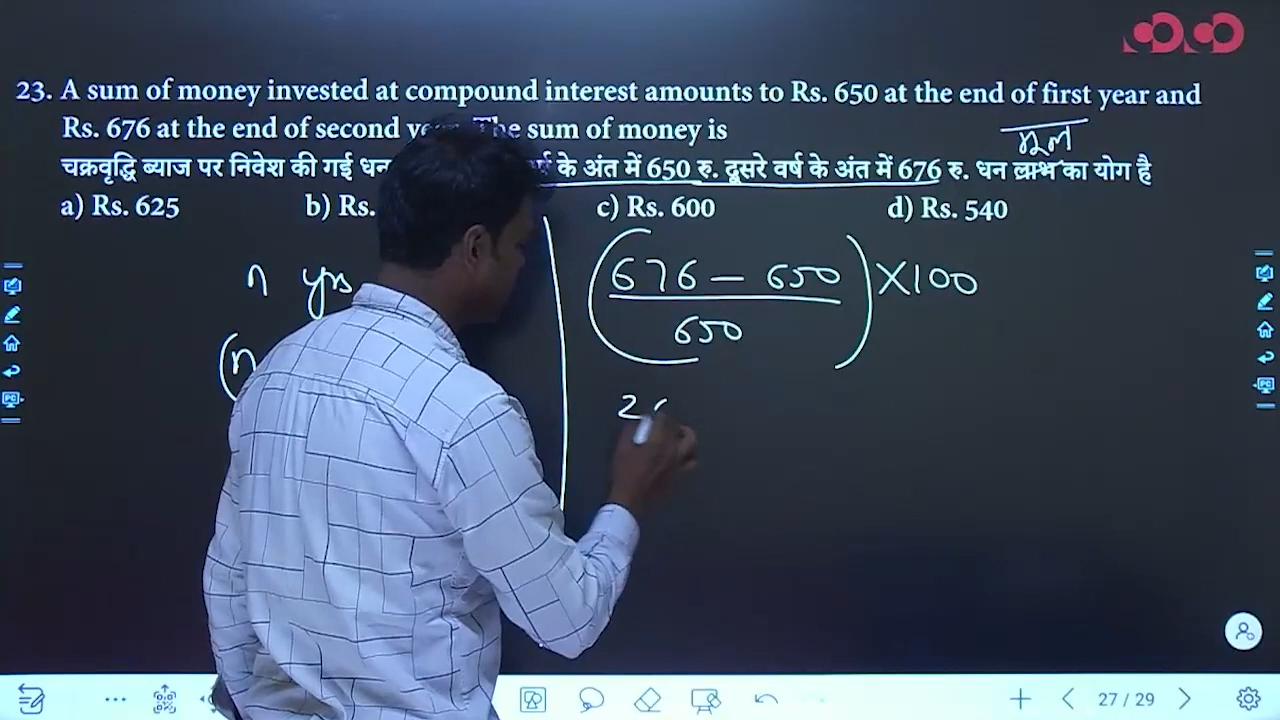 23. A sum of money invested at compound interest amounts to Rs. 650 at the end of first year and
Rs. 676 at the end of second The sum of money is
मूल
चक्रवृद्धि ब्याज पर निवेश की गई के अंत में 650 रु. दूसरे वर्ष के अंत में 676 रु. धन लाभ का योग है
a) Rs. 625 b) Rs. c) Rs. 600 d) Rs. 540
n yrs (676 - 650 / 650) × 100
(n
2
27 / 29